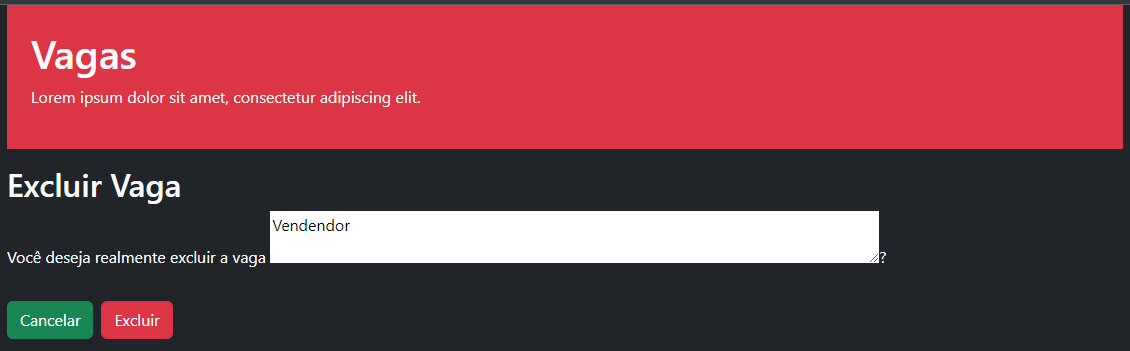 Vagas
Lorem ipsum dolor sit amet, consectetur adipiscing elit.
Excluir Vaga
Vendendor
Você deseja realmente excluir a vaga ?
Cancelar Excluir